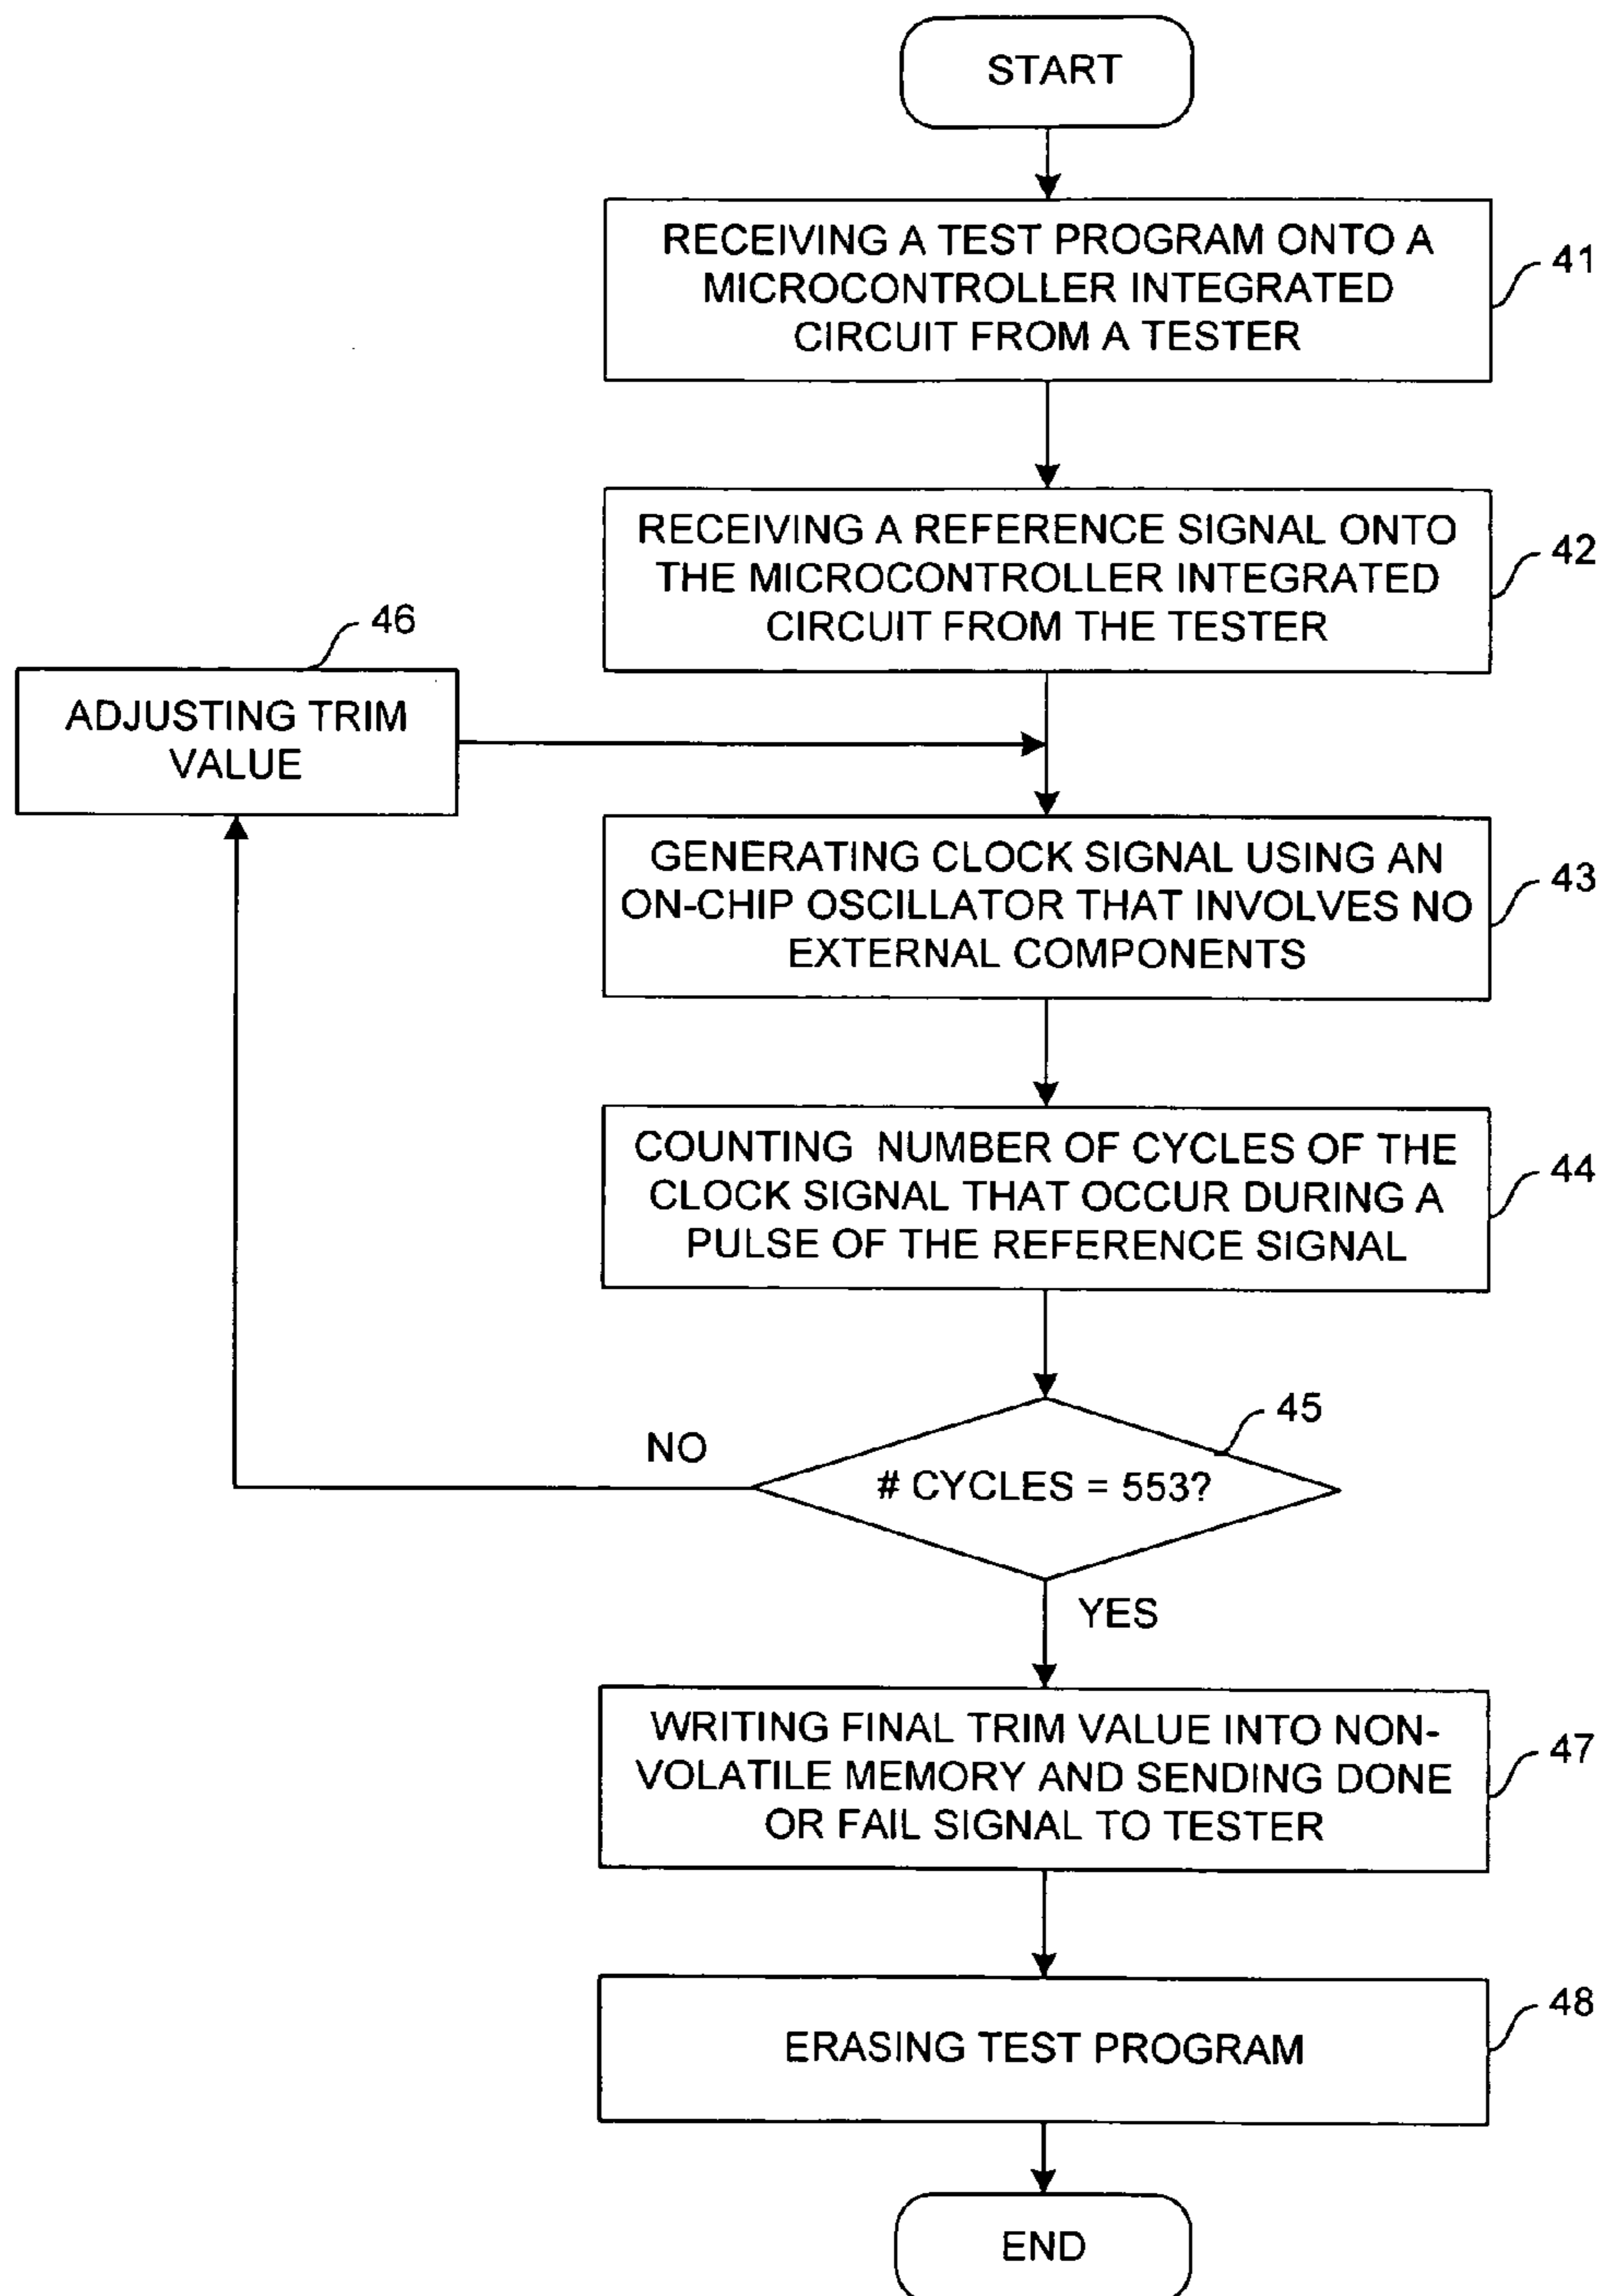 START
RECEIVING A TEST PROGRAM ONTO A
MICROCONTROLLER INTEGRATED
CIRCUIT FROM A TESTER
41
RECEIVING A REFERENCE SIGNAL ONTO
THE MICROCONTROLLER INTEGRATED
CIRCUIT FROM THE TESTER
42
46
ADJUSTING TRIM
VALUE
GENERATING CLOCK SIGNAL USING AN
ON-CHIP OSCILLATOR THAT INVOLVES NO
EXTERNAL COMPONENTS
43
COUNTING NUMBER OF CYCLES OF THE
CLOCK SIGNAL THAT OCCUR DURING A
PULSE OF THE REFERENCE SIGNAL
44
45
NO
# CYCLES = 553?
YES
WRITING FINAL TRIM VALUE INTO NON-
VOLATILE MEMORY AND SENDING DONE
OR FAIL SIGNAL TO TESTER
47
48
ERASING TEST PROGRAM
END